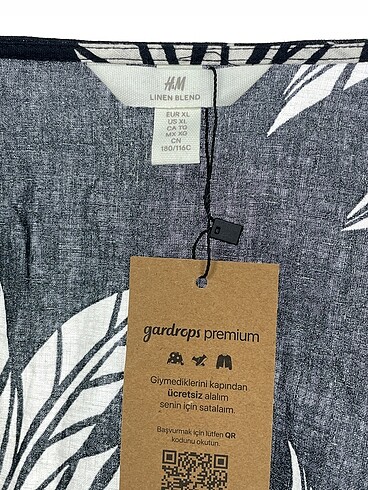 H&M
LINEN BLEND
EUR XL
US XL
CA TG
MX XG
CN
180/116C
gardrops premium
Giymediklerini kapından
ücretsiz alalım
senin için satalaım.
Başvurmak için lütfen QR
kodunu okutun.